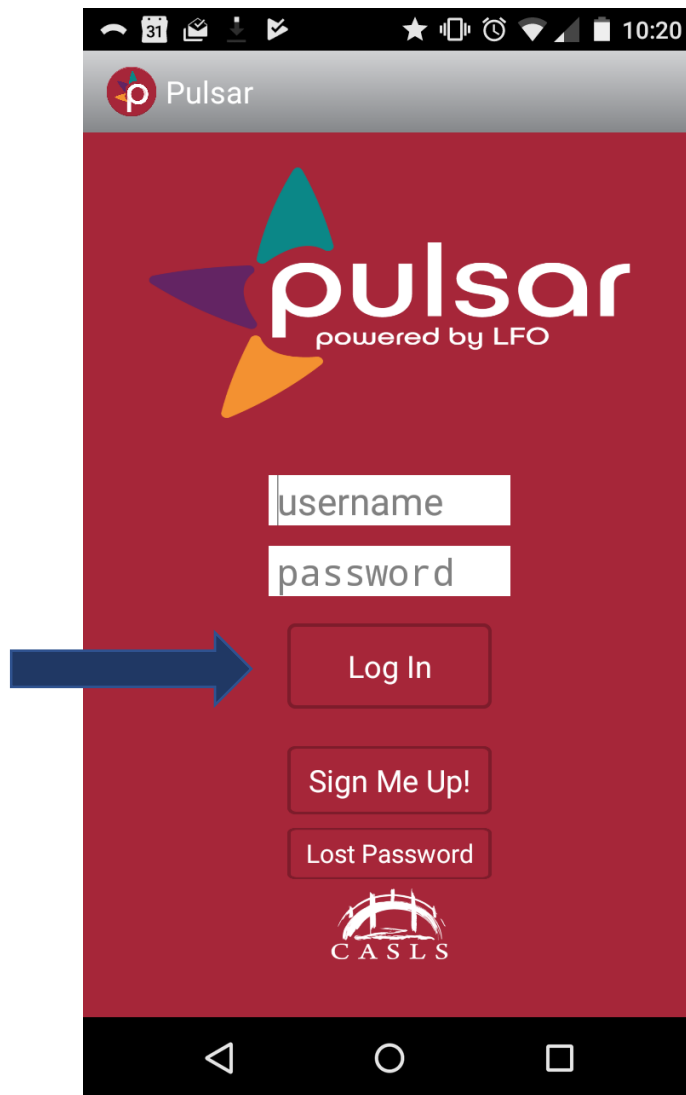 31 10:20
Pulsar
pulsar
powered by LFO
username
password
Log In
Sign Me Up!
Lost Password
CASLS